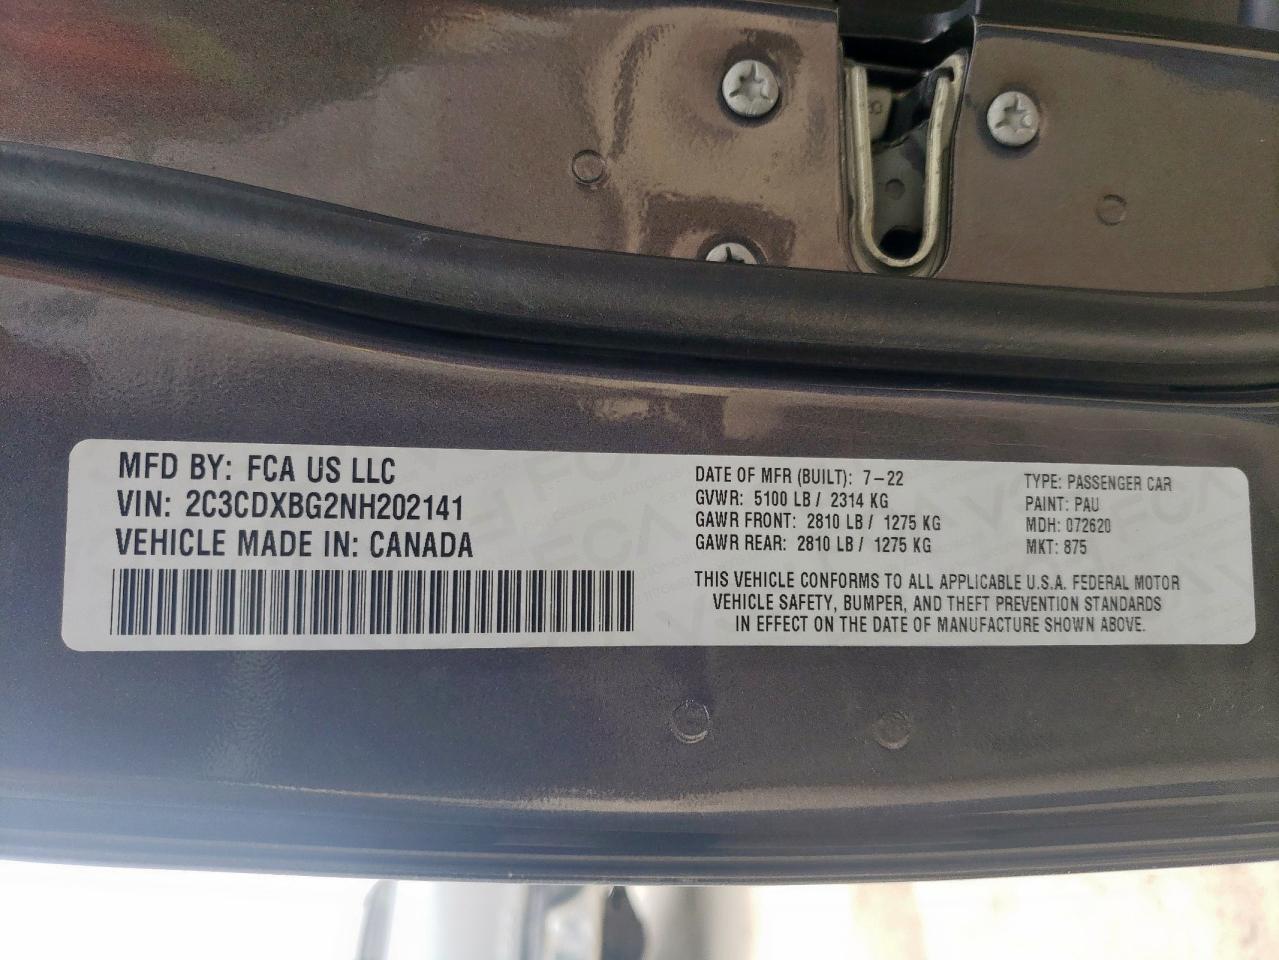 MFD BY: FCA US LLC
VIN: 2C3CDXBG2NH202141
VEHICLE MADE IN: CANADA
DATE OF MFR (BUILT): 7-22
GVWR: 5100 LB / 2314 KG
GAWR FRONT: 2810 LB / 1275 KG
GAWR REAR: 2810 LB / 1275 KG
TYPE: PASSENGER CAR
PAINT: PAU
MDH: 072620
MKT: 875
THIS VEHICLE CONFORMS TO ALL APPLICABLE U.S.A. FEDERAL MOTOR
VEHICLE SAFETY, BUMPER, AND THEFT PREVENTION STANDARDS
IN EFFECT ON THE DATE OF MANUFACTURE SHOWN ABOVE.